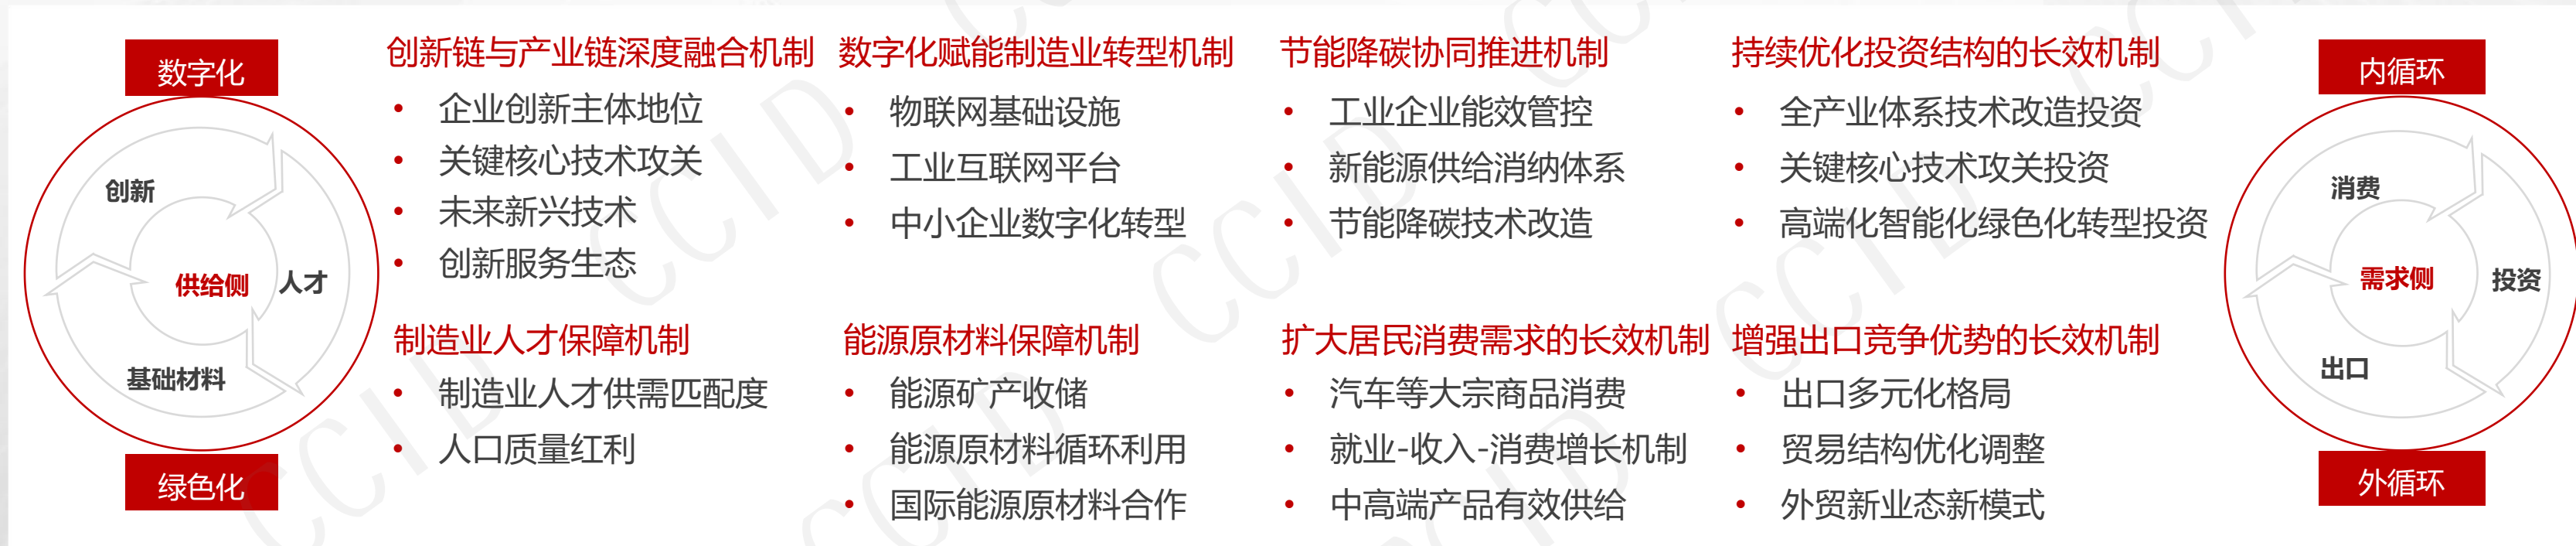 数字化
创新
供给侧
人才
基础材料
绿色化
创新链与产业链深度融合机制
• 企业创新主体地位
• 关键核心技术攻关
• 未来新兴技术
• 创新服务生态
数字化赋能制造业转型机制
• 物联网基础设施
• 工业互联网平台
• 中小企业数字化转型
节能降碳协同推进机制
• 工业企业能效管控
• 新能源供给消纳体系
• 节能降碳技术改造
持续优化投资结构的长效机制
• 全产业体系技术改造投资
• 关键核心技术攻关投资
• 高端化智能化绿色化转型投资
制造业人才保障机制
• 制造业人才供需匹配度
• 人口质量红利
能源原材料保障机制
• 能源矿产收储
• 能源原材料循环利用
• 国际能源原材料合作
扩大居民消费需求的长效机制
• 汽车等大宗商品消费
• 就业-收入-消费增长机制
• 中高端产品有效供给
增强出口竞争优势的长效机制
• 出口多元化格局
• 贸易结构优化调整
• 外贸新业态新模式
内循环
消费
需求侧
投资
出口
外循环
CCID
CCID
CCID
CCID
CCID
CCID
CCID
CCID
CCID